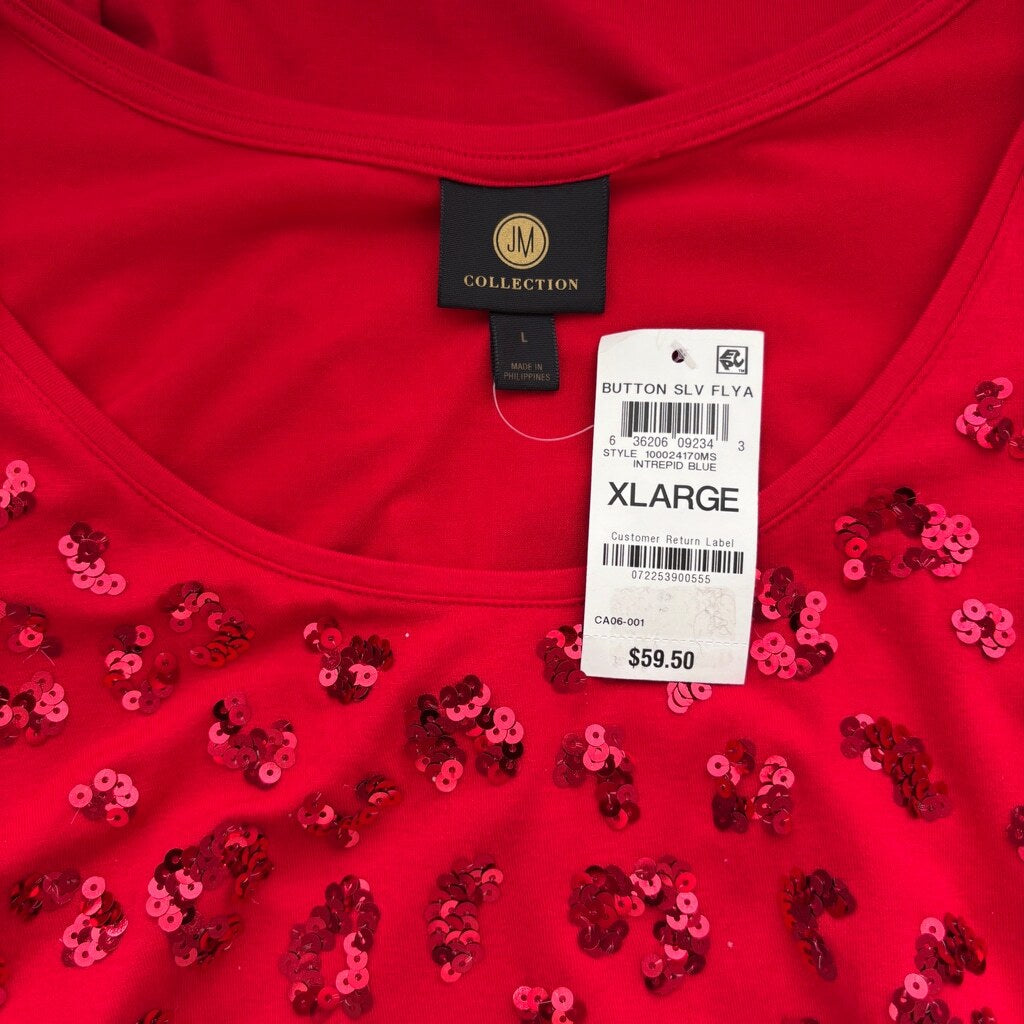 JM
COLLECTION
L
MADE IN
PHILIPPINES
BUTTON SLV FLYA
6 36206 09234 3
STYLE 100024170MS
INTREPID BLUE
XLARGE
Customer Return Label
072253900555
CA06-001
$59.50